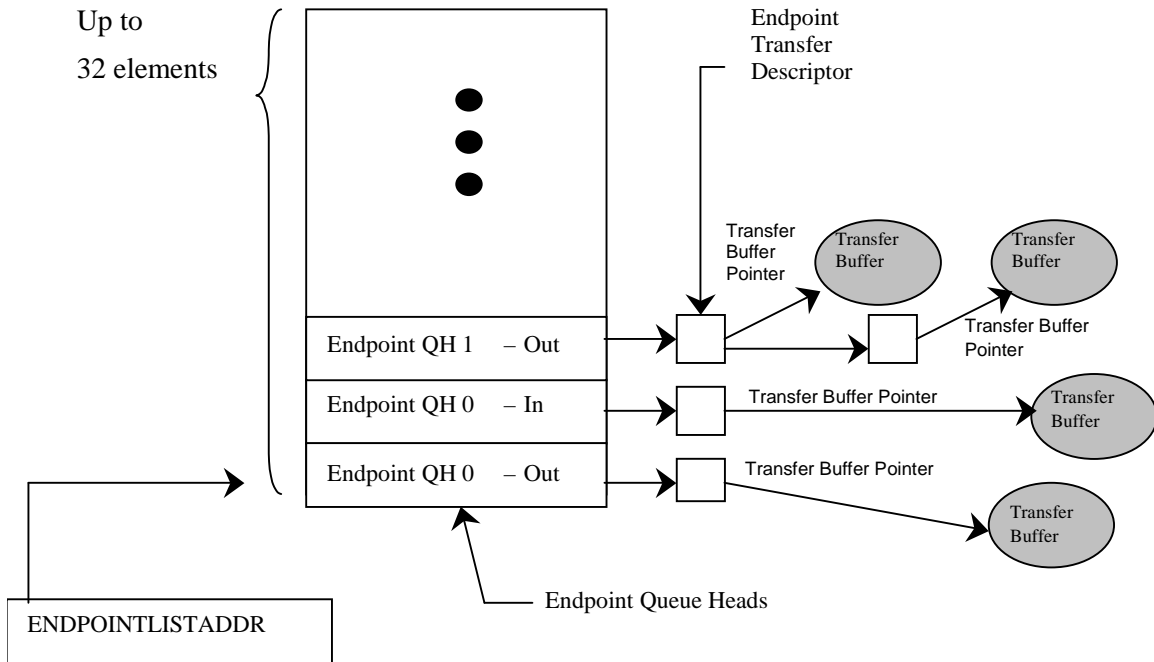 Up to
32 elements
Endpoint
Transfer
Descriptor
Transfer
Buffer
Pointer
Transfer
Buffer
Transfer
Buffer
Transfer Buffer
Pointer
Endpoint QH 1 – Out
Endpoint QH 0 – In
Transfer Buffer Pointer
Transfer
Buffer
Endpoint QH 0 – Out
Transfer Buffer Pointer
Transfer
Buffer
Endpoint Queue Heads
ENDPOINTLISTADDR